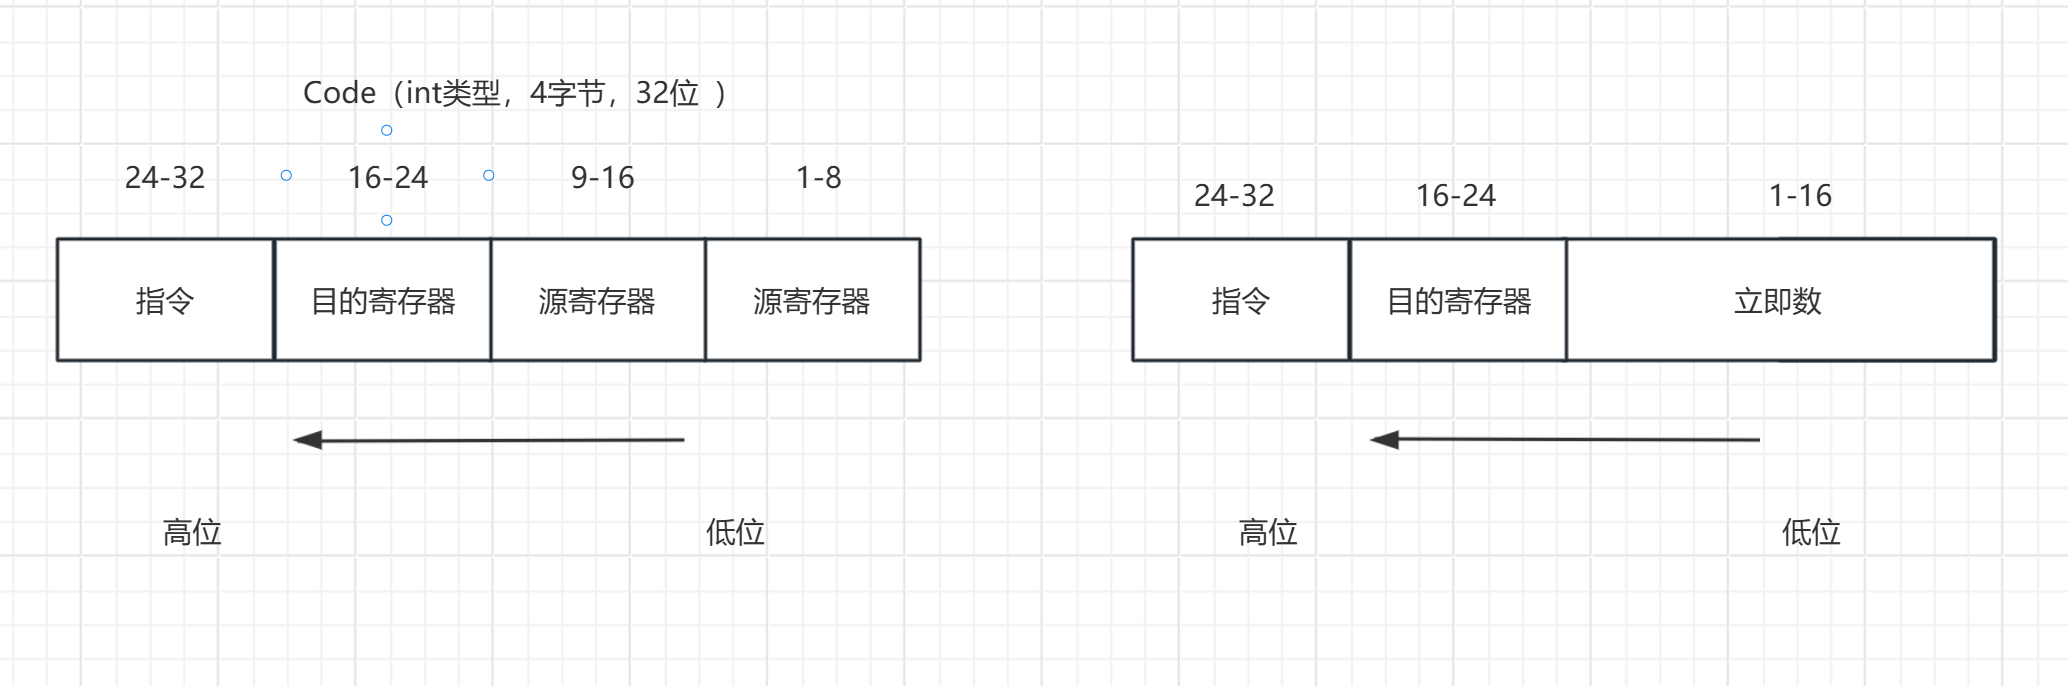 Code（int类型，4字节，32位 ）
24-32
16-24
9-16
1-8
指令
目的寄存器
源寄存器
源寄存器
高位
低位
24-32
16-24
1-16
指令
目的寄存器
立即数
高位
低位